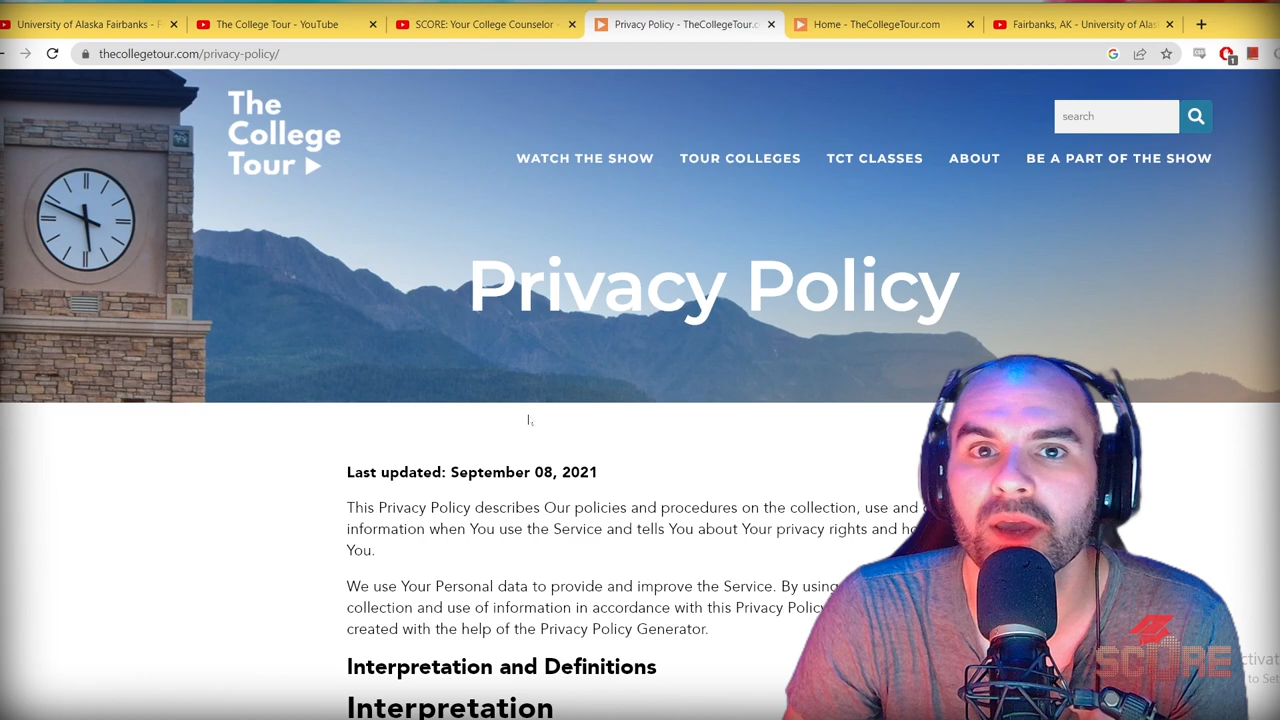 University of Alaska Fairbanks -
The College Tour - YouTube
SCORE: Your College Counselor -
Privacy Policy - TheCollegeTour.c
Home - TheCollegeTour.com
Fairbanks, AK - University of Alas
thecollegetour.com/privacy-policy/
The
College
Tour
search
WATCH THE SHOW TOUR COLLEGES TCT CLASSES ABOUT BE A PART OF THE SHOW
Privacy Policy
Last updated: September 08, 2021
This Privacy Policy describes Our policies and procedures on the collection, use and
information when You use the Service and tells You about Your privacy rights and
You.
We use Your Personal data to provide and improve the Service. By using
collection and use of information in accordance with this Privacy Policy
created with the help of the Privacy Policy Generator.
Interpretation and Definitions
Interpretation
SCORE
to Set